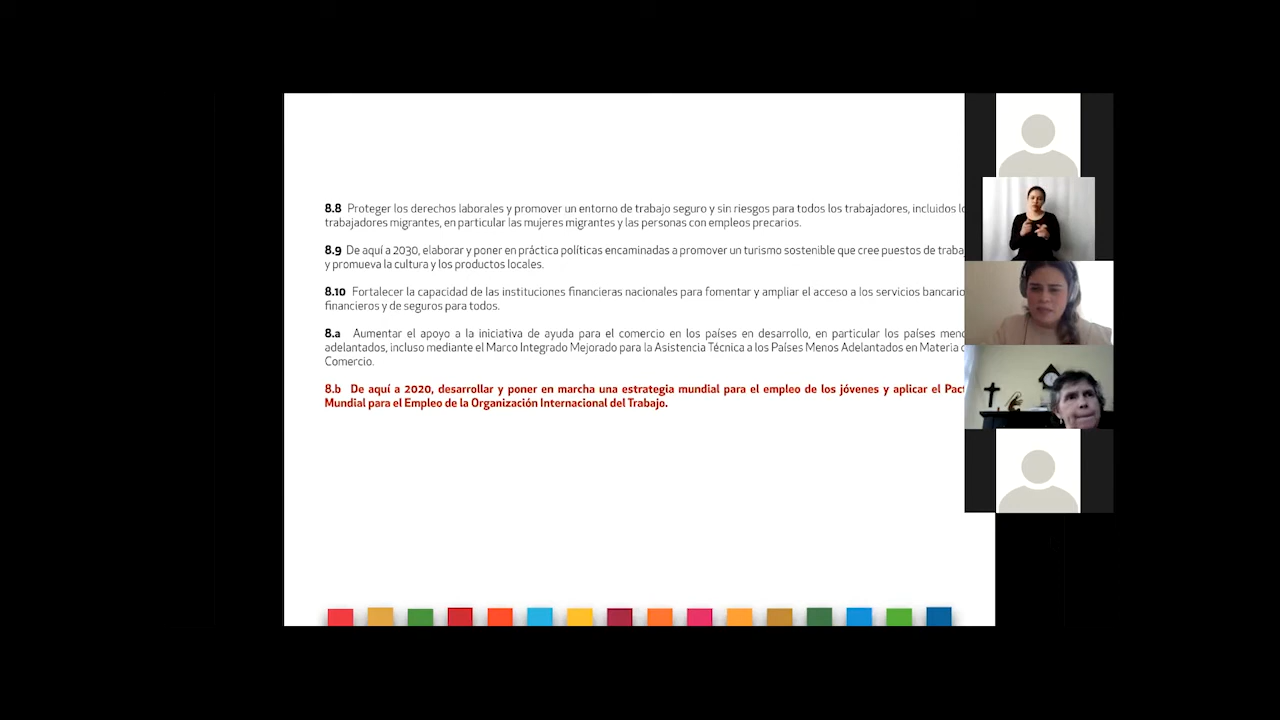 8.8 Proteger los derechos laborales y promover un entorno de trabajo seguro y sin riesgos para todos los trabajadores, incluidos
trabajadores migrantes, en particular las mujeres migrantes y las personas con empleos precarios.
8.9 De aquí a 2030, elaborar y poner en práctica políticas encaminadas a promover un turismo sostenible que cree puestos de
y promueva la cultura y los productos locales.
8.10 Fortalecer la capacidad de las instituciones financieras nacionales para fomentar y ampliar el acceso a los servicios
financieros y de seguros para todos.
8.a Aumentar el apoyo a la iniciativa de ayuda para el comercio en los países en desarrollo, en particular los países
adelantados, incluso mediante el Marco Integrado Mejorado para la Asistencia Técnica a los Países Menos Adelantados en Materia
Comercio.
8.b De aquí a 2020, desarrollar y poner en marcha una estrategia mundial para el empleo de los jóvenes y aplicar el
Mundial para el Empleo de la Organización Internacional del Trabajo.